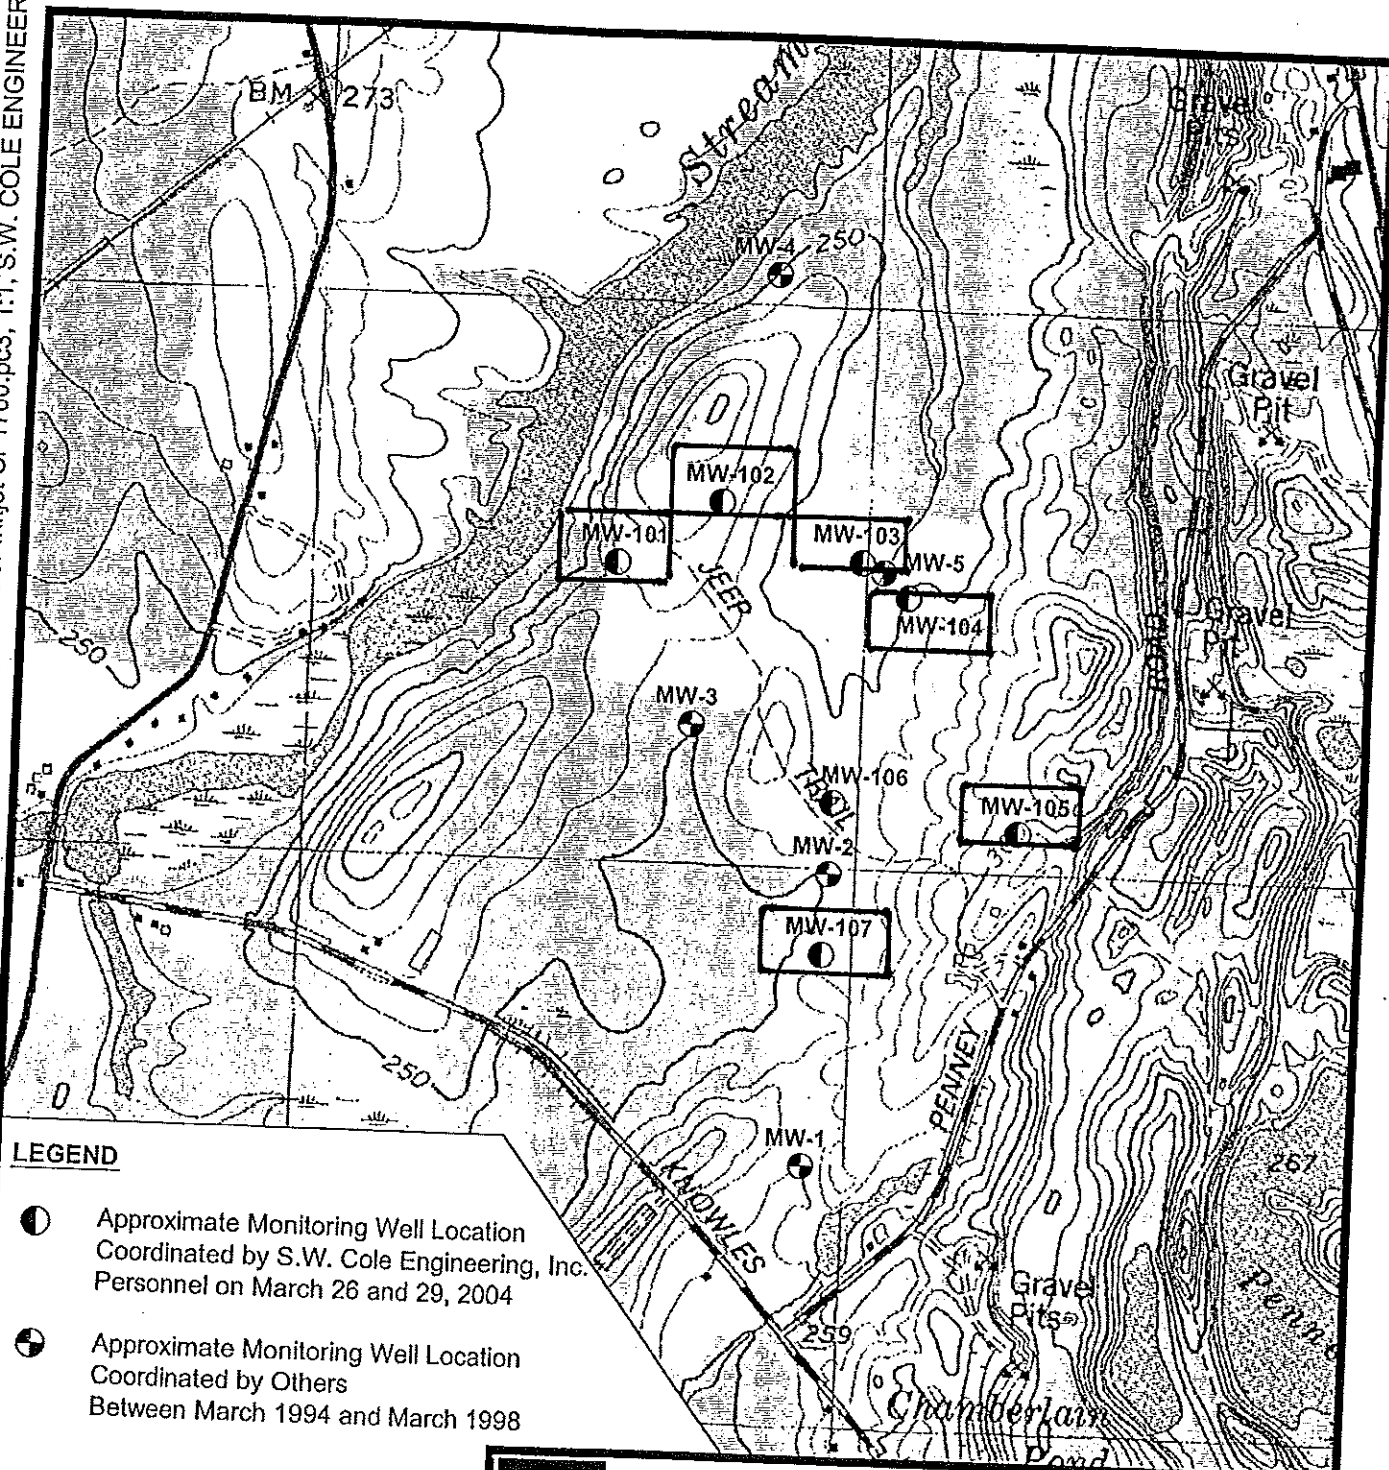 S.W. COLE ENGINEER
BM
273
Stream
Gravel
Pits
MW-4
250
Gravel
Pit
MW-102
MW-101
MW-103
MW-5
JEEP
MW-104
Gravel
Pit
ROAD
250
MW-3
MW-106
TRAIL
MW-105
MW-2
MW-107
250
PENNEY
MW-1
KNOWLES
267
LEGEND
Approximate Monitoring Well Location
Coordinated by S.W. Cole Engineering, Inc.
Personnel on March 26 and 29, 2004
Approximate Monitoring Well Location
Coordinated by Others
Between March 1994 and March 1998
Gravel
Pits
259
Chamberlain
Pond